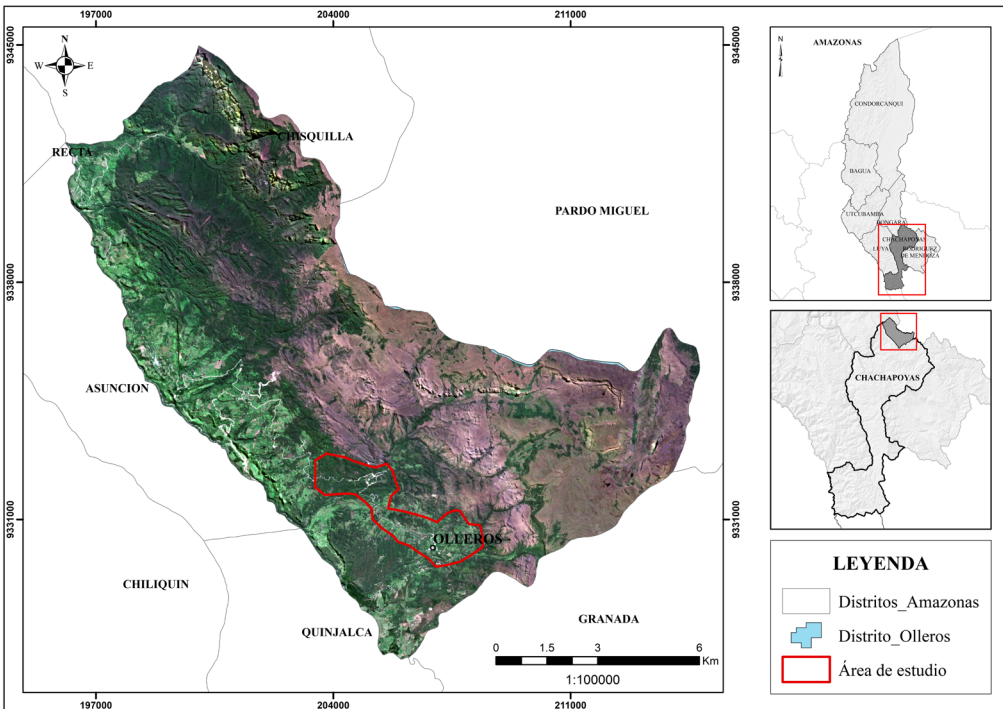 197000
204000
211000
9345000
9345000
N
W
E
S
CHISQUILLA
RECTA
PARDO MIGUEL
9338000
9338000
ASUNCION
9331000
9331000
OLLEROS
CHILIQUIN
QUINJALCA
GRANADA
0
1.5
3
6
Km
1:100000
197000
204000
211000
N
AMAZONAS
CONDORCANQUI
BAGUA
UTCUBAMBA
BONGARA
CHACHAPOYAS
LUYA
RODRIGUEZ
DE MENDOZA
CHACHAPOYAS
LEYENDA
Distritos_Amazonas
Distrito_Olleros
Área de estudio